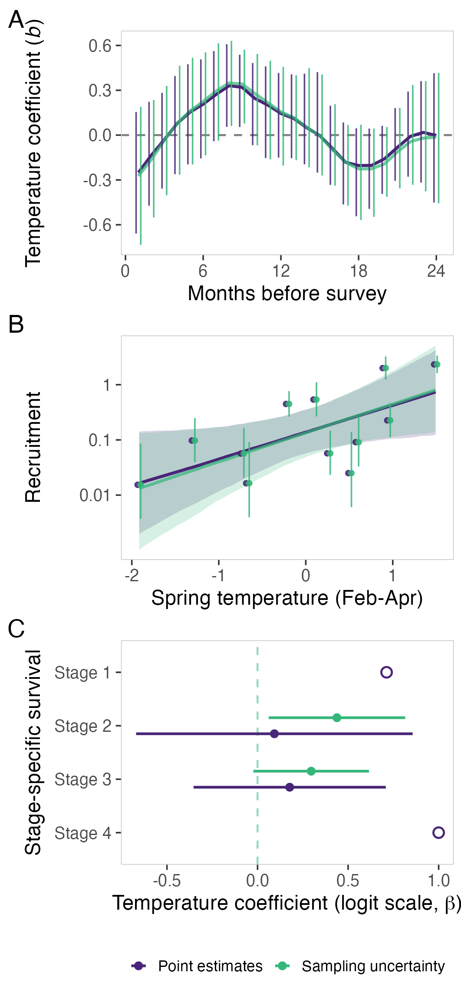 A
Temperature coefficient (b)
0.6
0.3
0.0
-0.3
-0.6
0 6 12 18 24
Months before survey
B
Recruitment
1
0.1
0.01
-2 -1 0 1
Spring temperature (Feb-Apr)
C
Stage-specific survival
Stage 1
Stage 2
Stage 3
Stage 4
-0.5 0.0 0.5 1.0
Temperature coefficient (logit scale, β)
Point estimates Sampling uncertainty